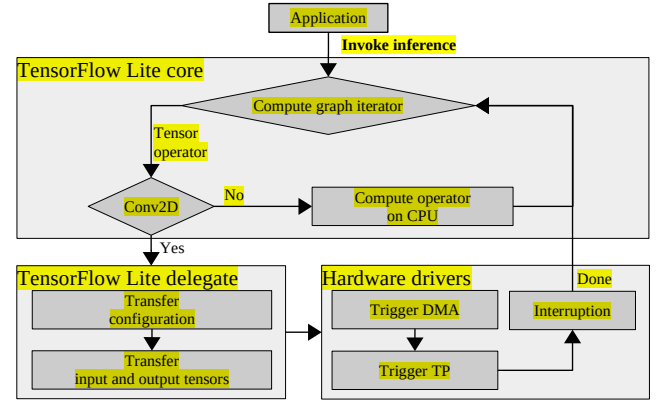 Application
Invoke inference
TensorFlow Lite core
Compute graph iterator
Tensor
operator
Conv2D
No
Compute operator
on CPU
Yes
TensorFlow Lite delegate
Transfer
configuration
Transfer
input and output tensors
Hardware drivers
Done
Trigger DMA
Interruption
Trigger TP